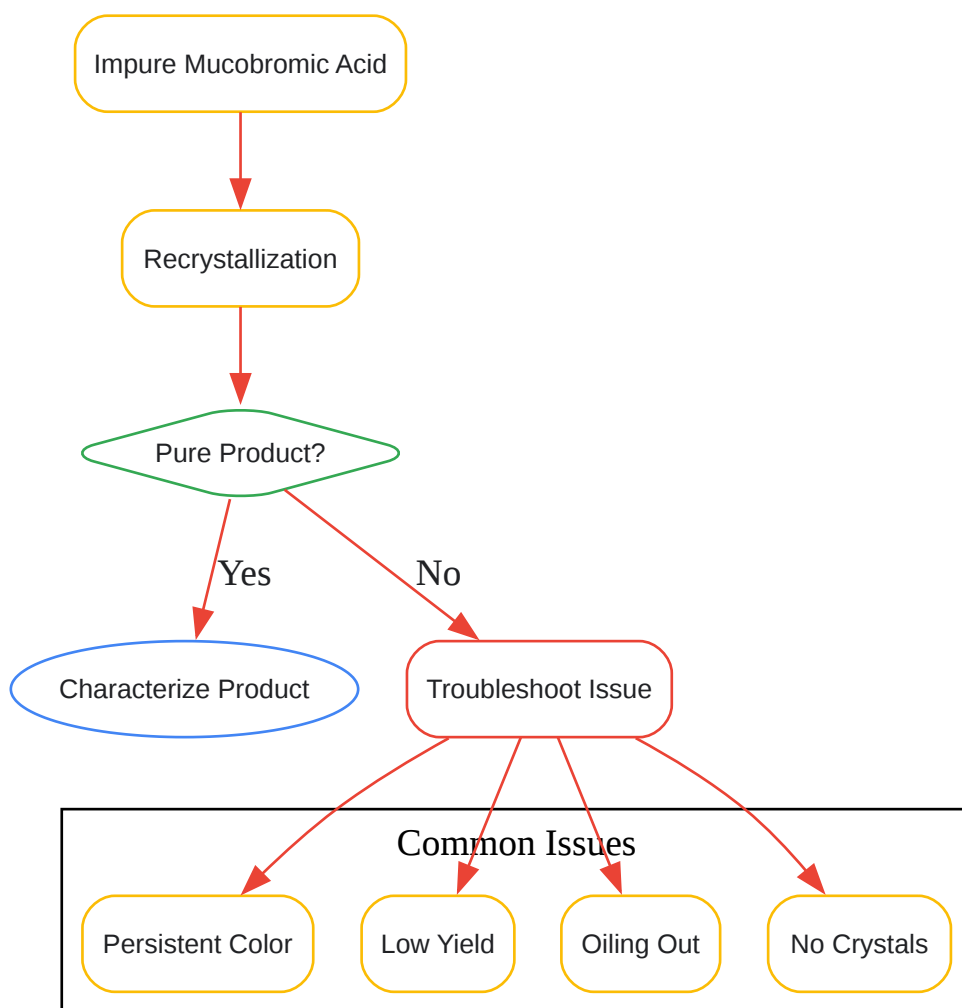 Impure Mucobromic Acid
Recrystallization
Pure Product?
Yes
No
Characterize Product
Troubleshoot Issue
Common Issues
Persistent Color
Low Yield
Oiling Out
No Crystals